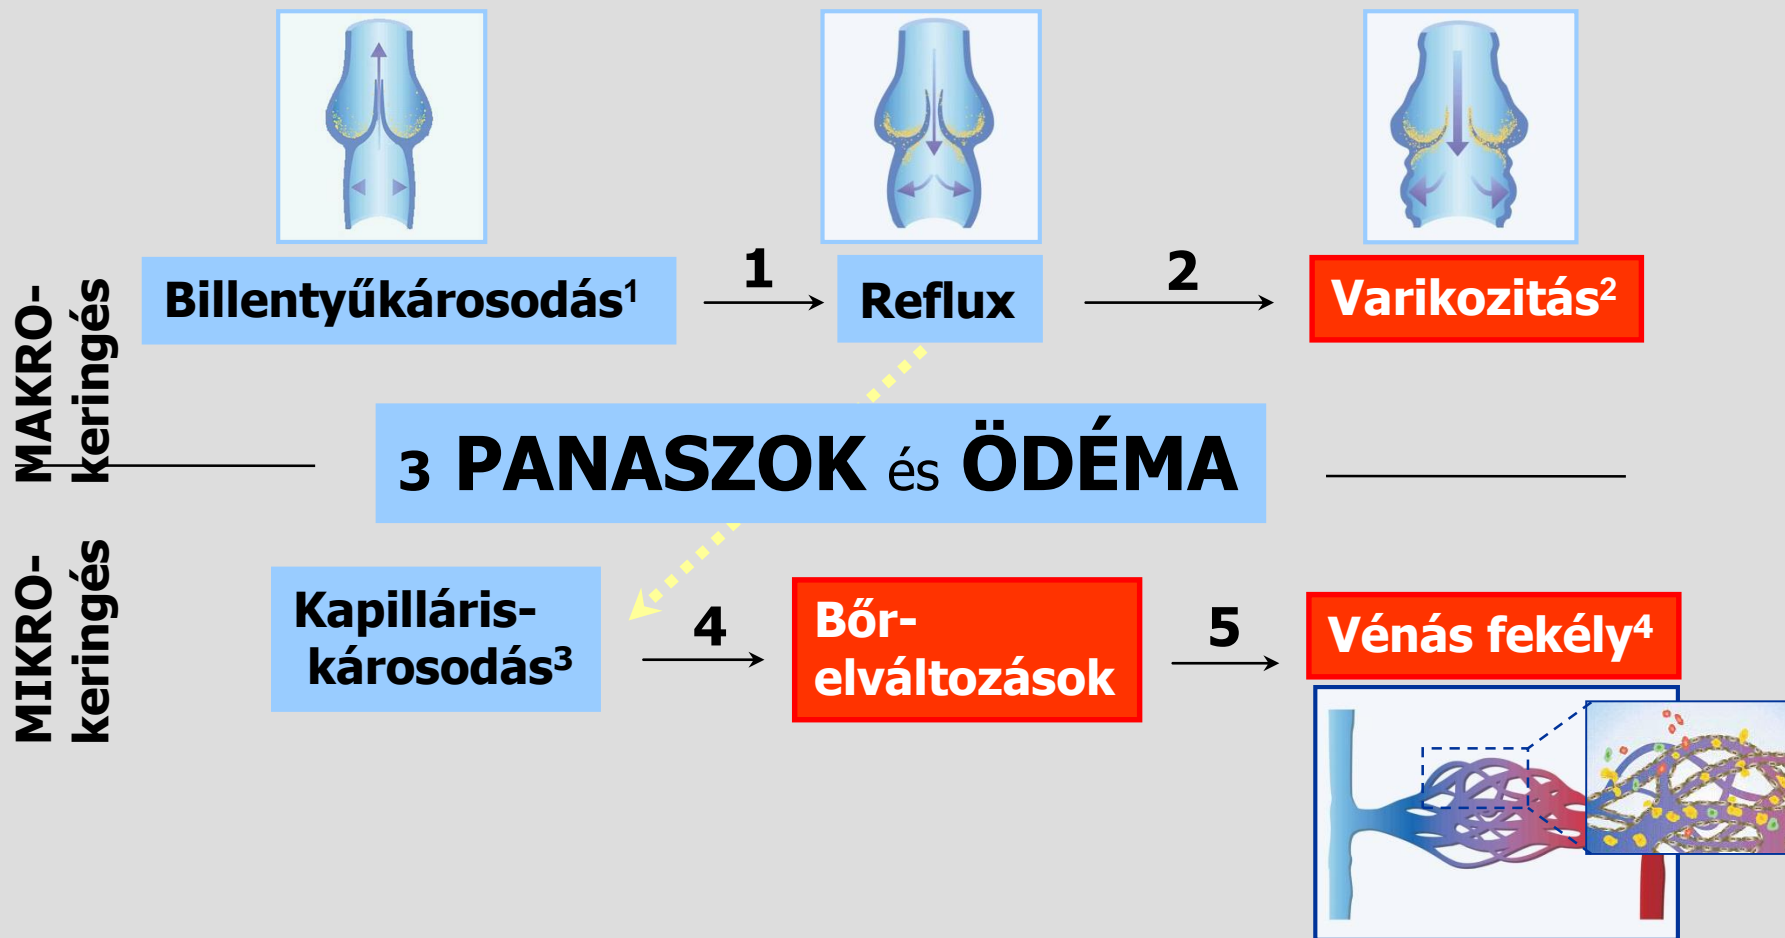 MAKRO-
keringés
Billentyűkárosodás¹
1
Reflux
2
Varikozitás²
3 PANASZOK és ÖDÉMA
MIKRO-
keringés
Kapilláris-
károsodás³
4
Bőr-
elváltozások
5
Vénás fekély⁴